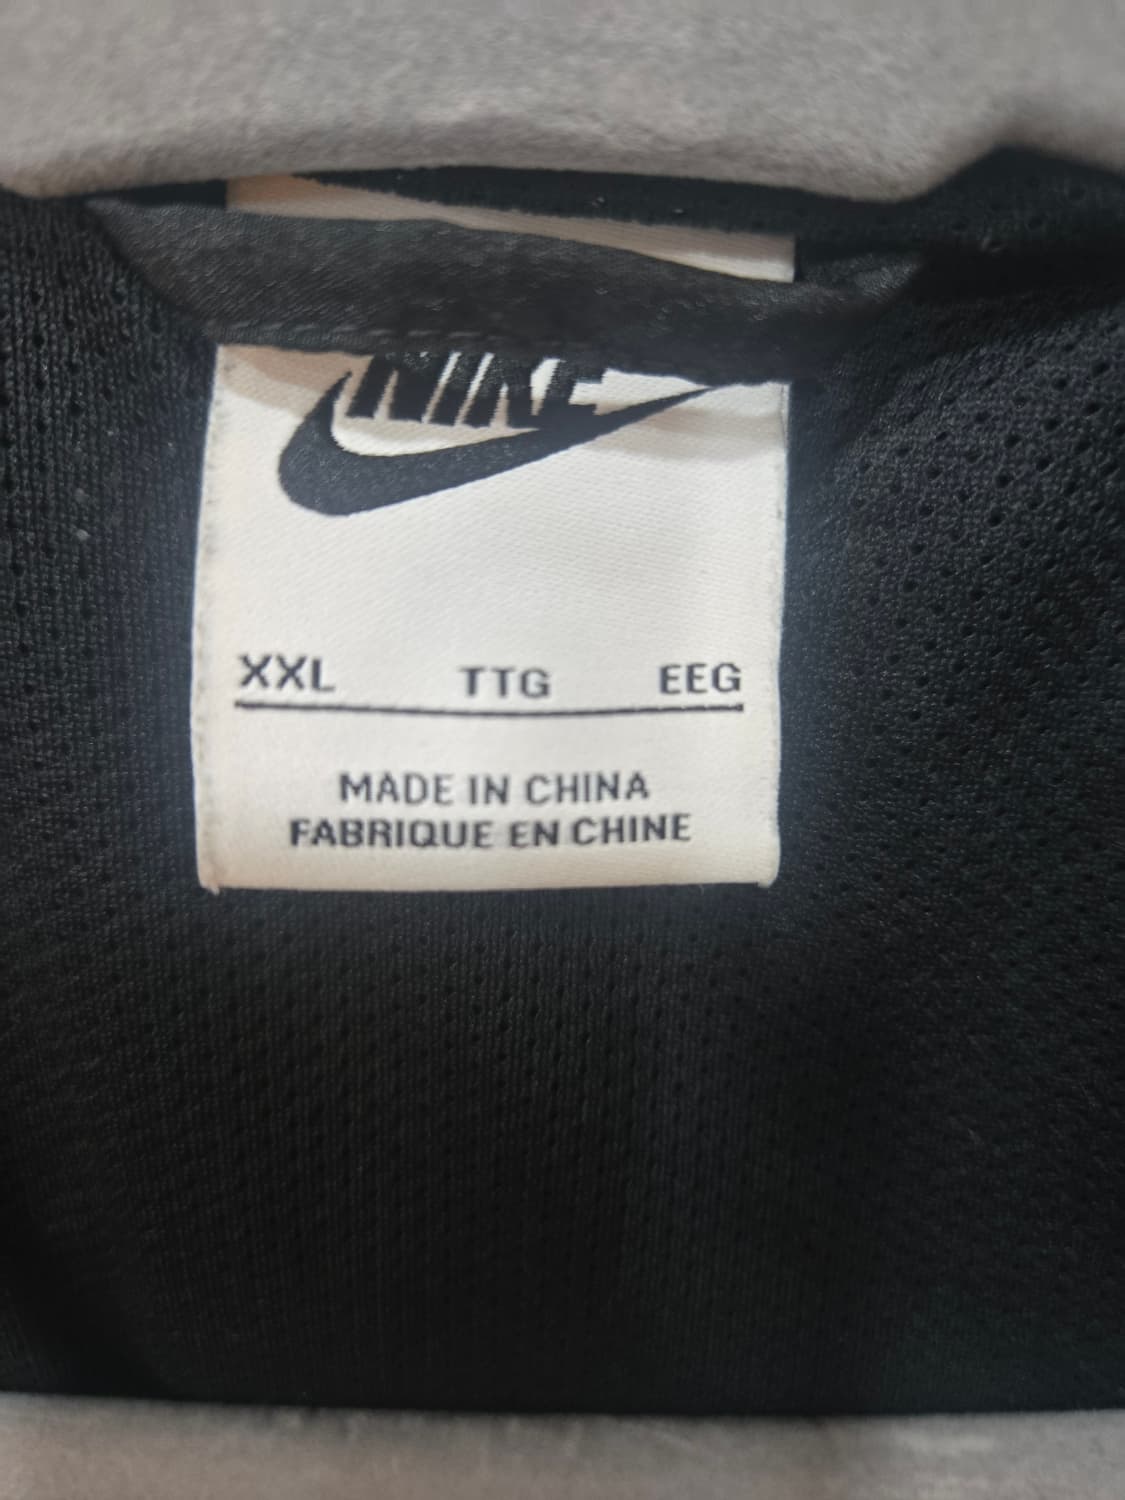 NIKE
XXL TTG EEG
MADE IN CHINA
FABRIQUE EN CHINE